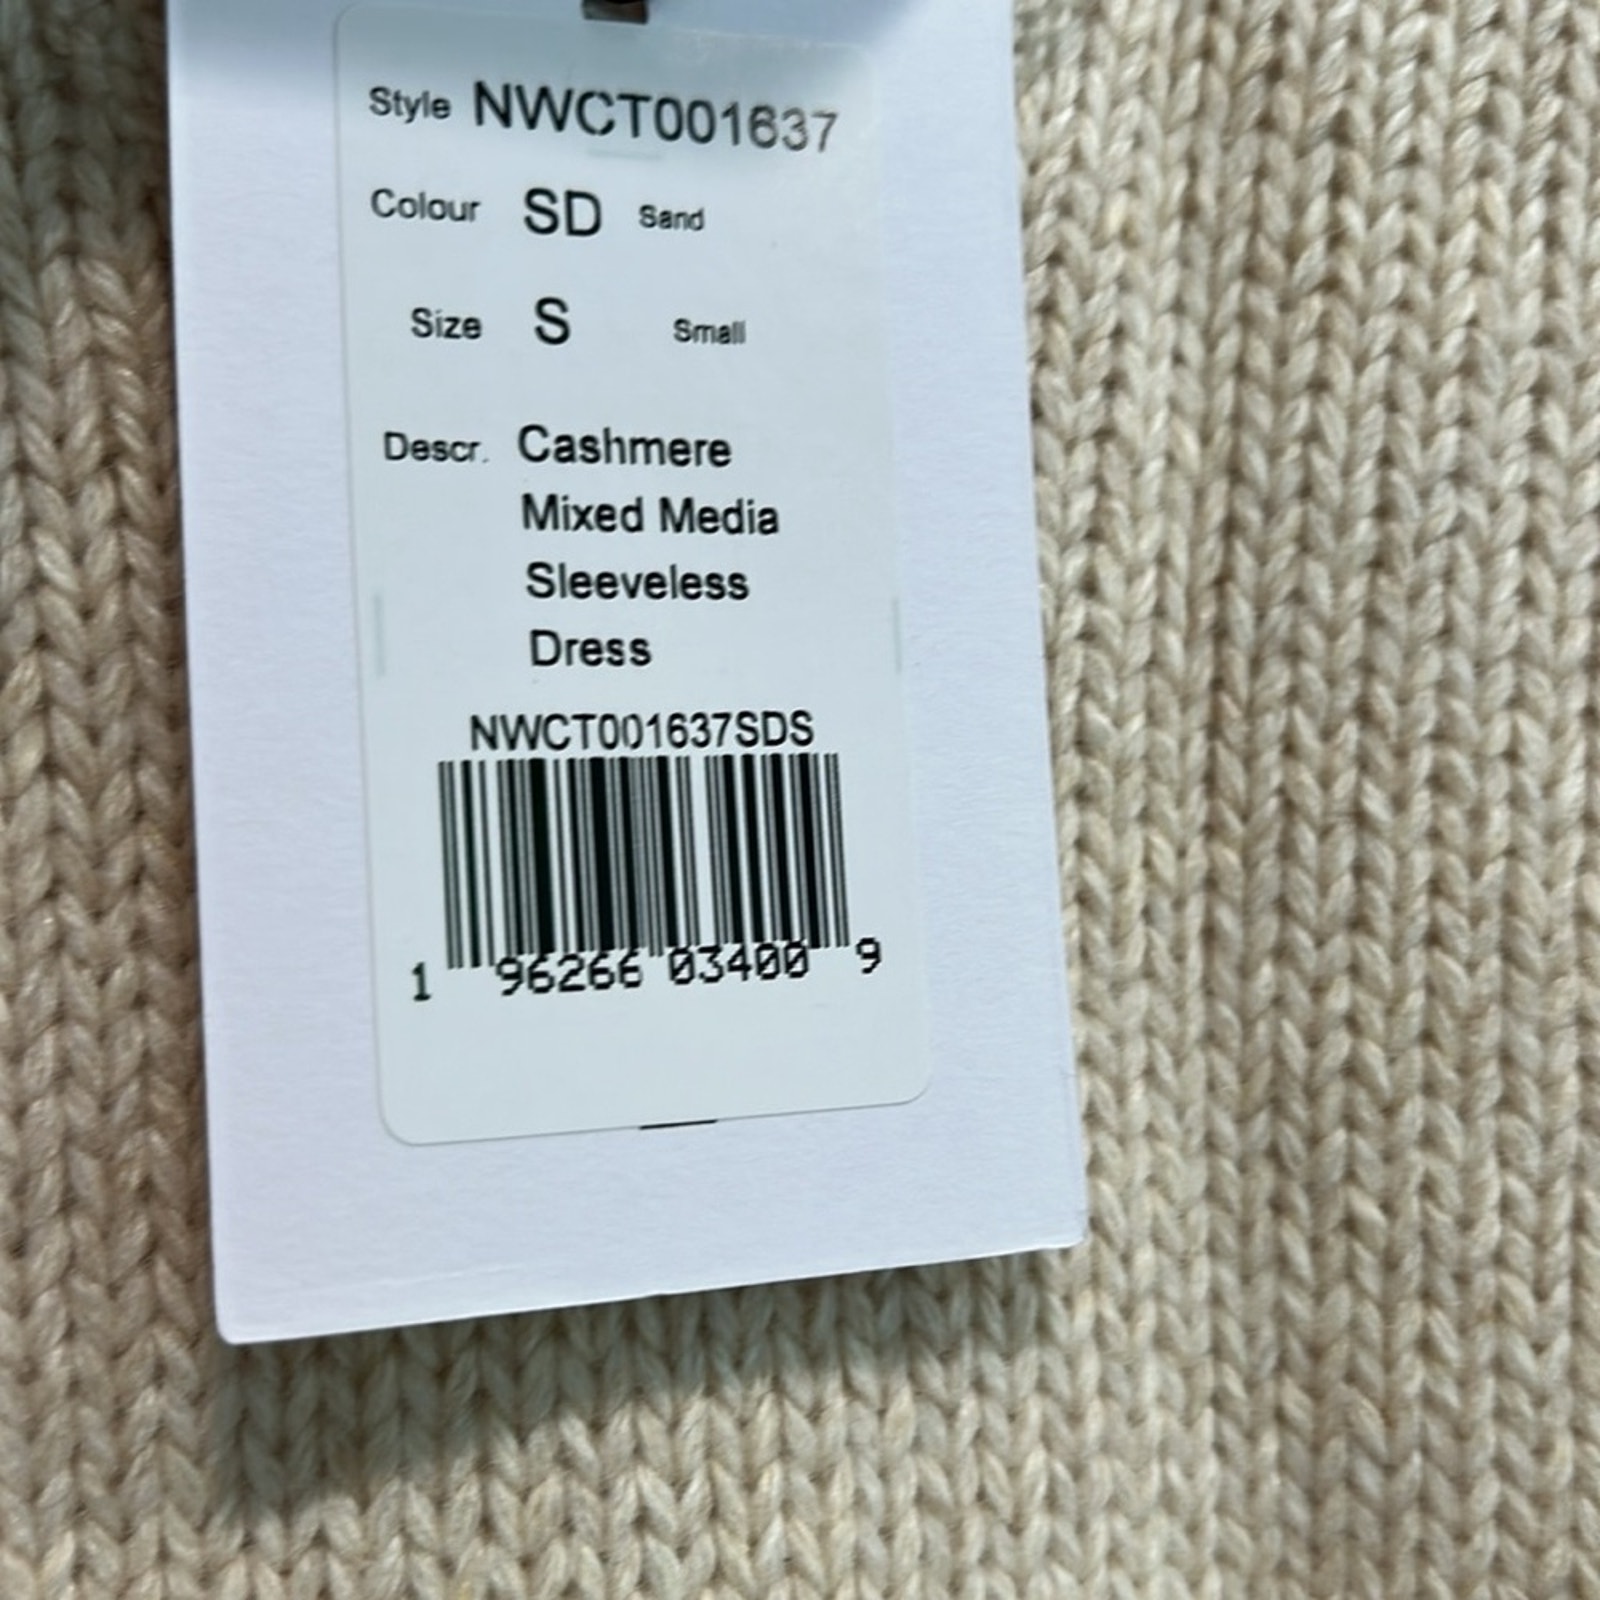 Style NWCT001637
Colour SD Sand
Size S Small
Descr. Cashmere
Mixed Media
Sleeveless
Dress
NWCT001637SDS
1 96266 03400 9